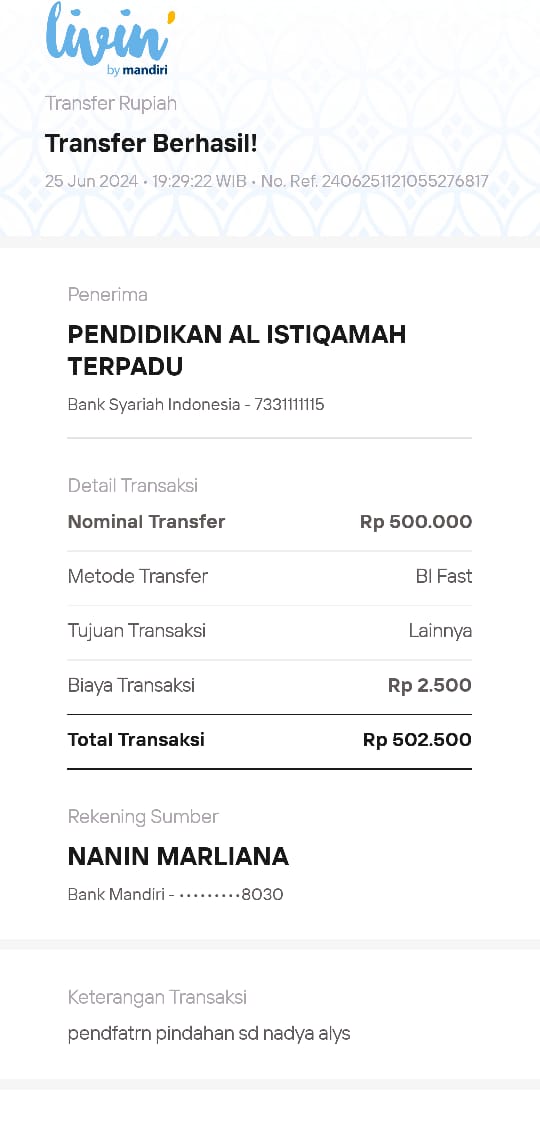 livin'
by mandiri
Transfer Rupiah
Transfer Berhasil!
25 Jun 2024 • 19:29:22 WIB • No. Ref. 2406251121055276817
Penerima
PENDIDIKAN AL ISTIQAMAH
TERPADU
Bank Syariah Indonesia - 7331111115
Detail Transaksi
Nominal Transfer Rp 500.000
Metode Transfer BI Fast
Tujuan Transaksi Lainnya
Biaya Transaksi Rp 2.500
Total Transaksi Rp 502.500
Rekening Sumber
NANIN MARLIANA
Bank Mandiri - •••••••••8030
Keterangan Transaksi
pendfatrn pindahan sd nadya alys